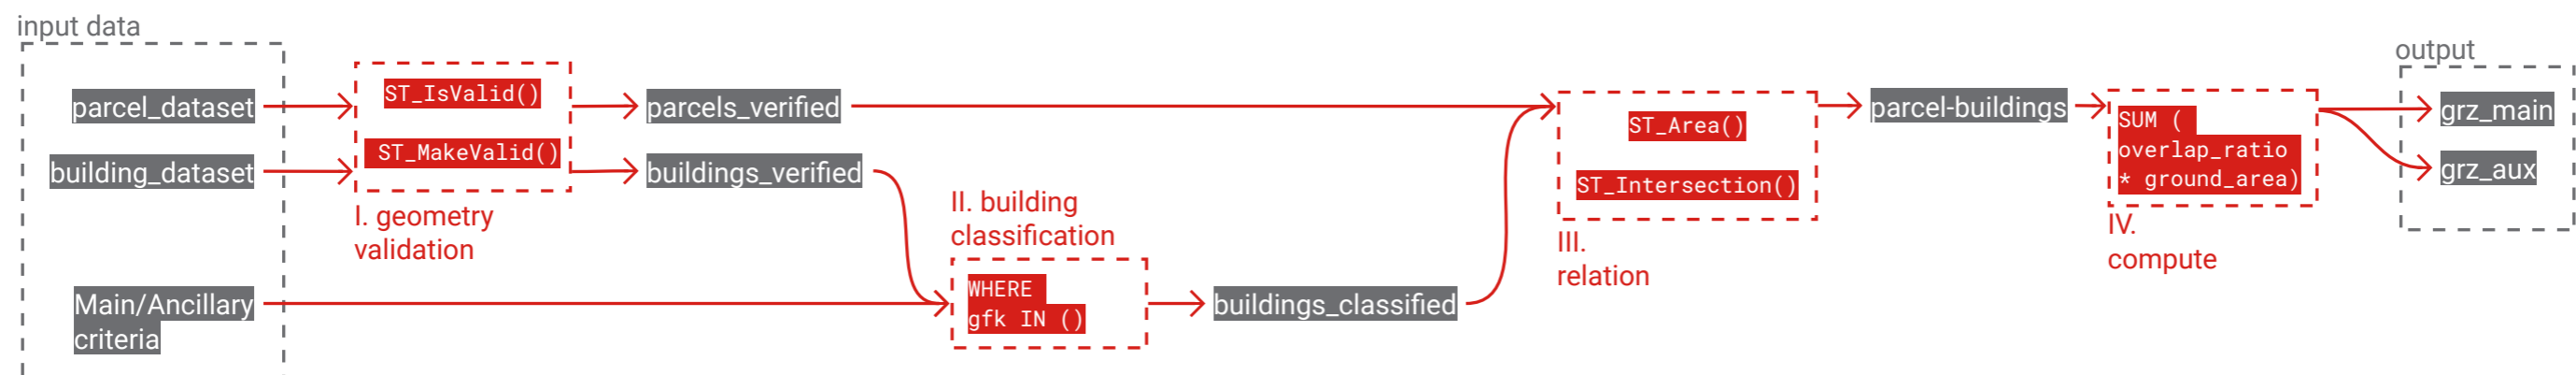 input data
parcel_dataset
building_dataset
Main/Ancillary
criteria
ST_IsValid()
ST_MakeValid()
I. geometry
validation
parcels_verified
buildings_verified
II. building
classification
WHERE
gfk IN ()
buildings_classified
ST_Area()
ST_Intersection()
III.
relation
parcel-buildings
SUM (
overlap_ratio
* ground_area)
IV.
compute
output
grz_main
grz_aux